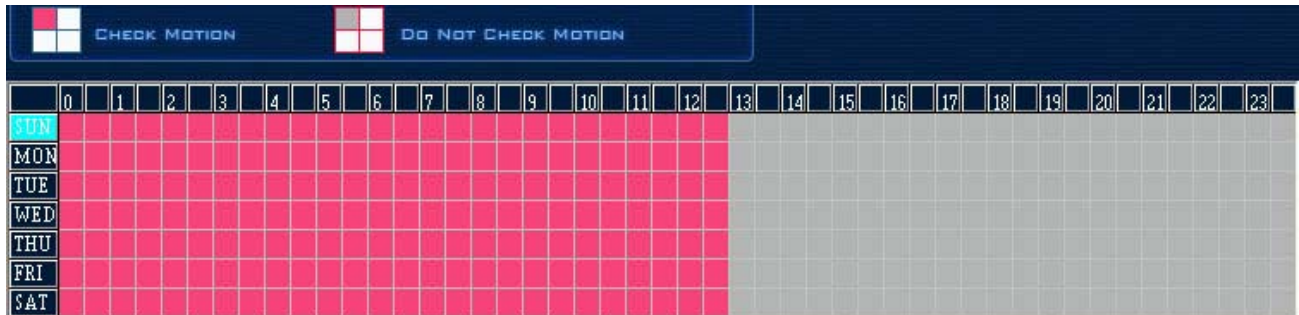 CHECK MOTION DO NOT CHECK MOTION
0 1 2 3 4 5 6 7 8 9 10 11 12 13 14 15 16 17 18 19 20 21 22 23
SUN
MON
TUE
WED
THU
FRI
SAT